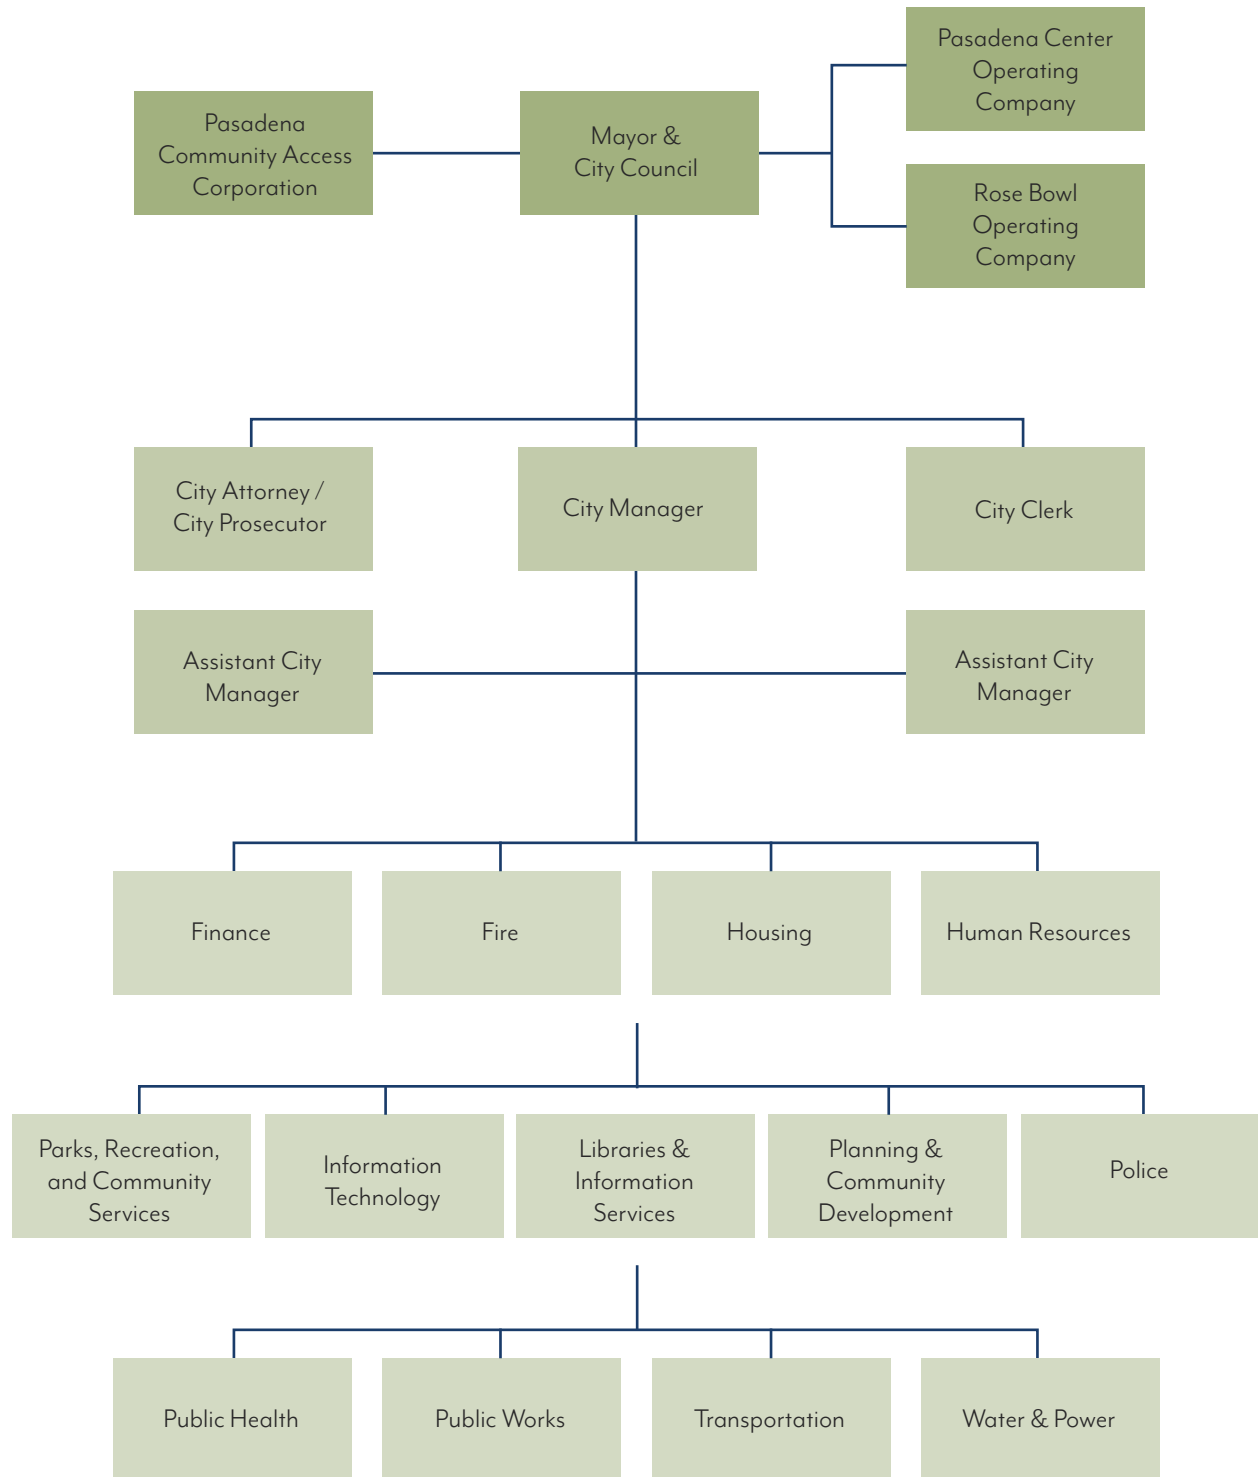 Pasadena
Community Access
Corporation
Mayor &
City Council
Pasadena Center
Operating
Company
Rose Bowl
Operating
Company
City Attorney /
City Prosecutor
City Manager
City Clerk
Assistant City
Manager
Assistant City
Manager
Finance
Fire
Housing
Human Resources
Parks, Recreation,
and Community
Services
Information
Technology
Libraries &
Information
Services
Planning &
Community
Development
Police
Public Health
Public Works
Transportation
Water & Power